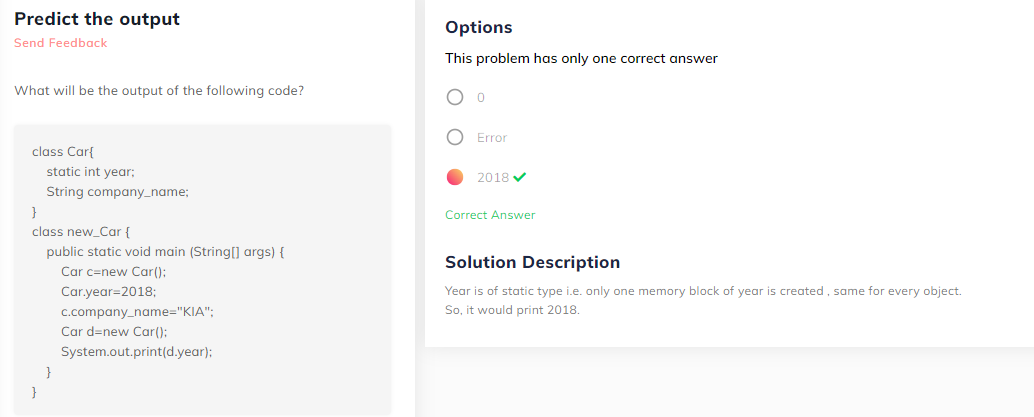 Predict the output
Send Feedback
What will be the output of the following code?
class Car{
static int year;
String company_name;
}
class new_Car {
public static void main (String[] args) {
Car c=new Car();
Car.year=2018;
c.company_name="KIA";
Car d=new Car();
System.out.print(d.year);
}
}
Options
This problem has only one correct answer
0
Error
2018
Correct Answer
Solution Description
Year is of static type i.e. only one memory block of year is created , same for every object.
So, it would print 2018.